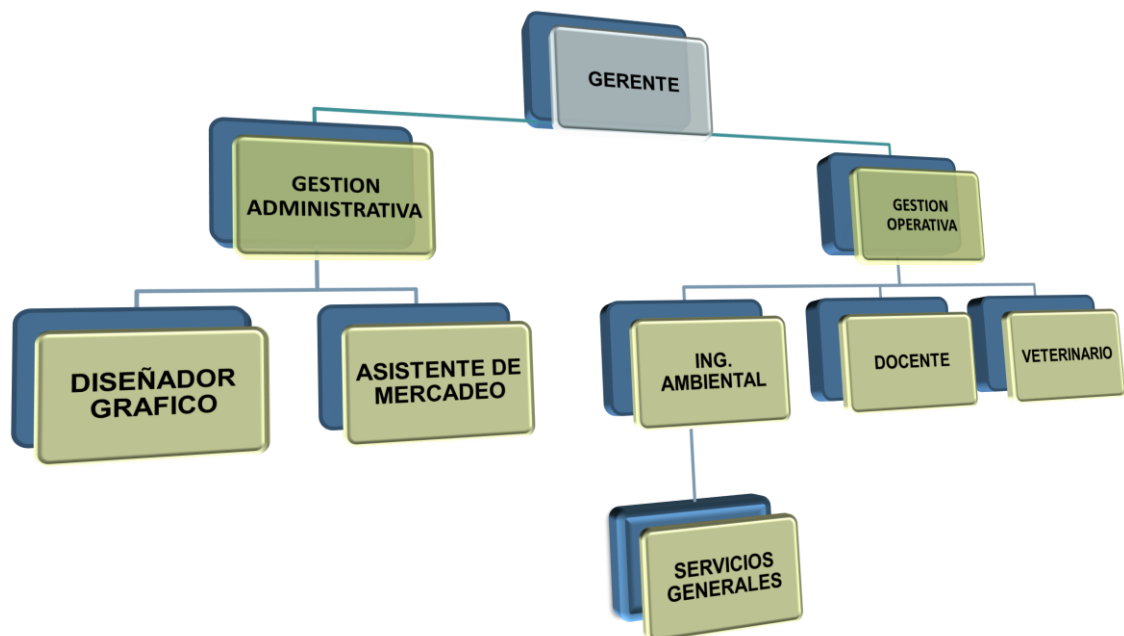 GERENTE
GESTION
ADMINISTRATIVA
GESTION
OPERATIVA
DISEÑADOR
GRAFICO
ASISTENTE DE
MERCADEO
ING.
AMBIENTAL
DOCENTE
VETERINARIO
SERVICIOS
GENERALES